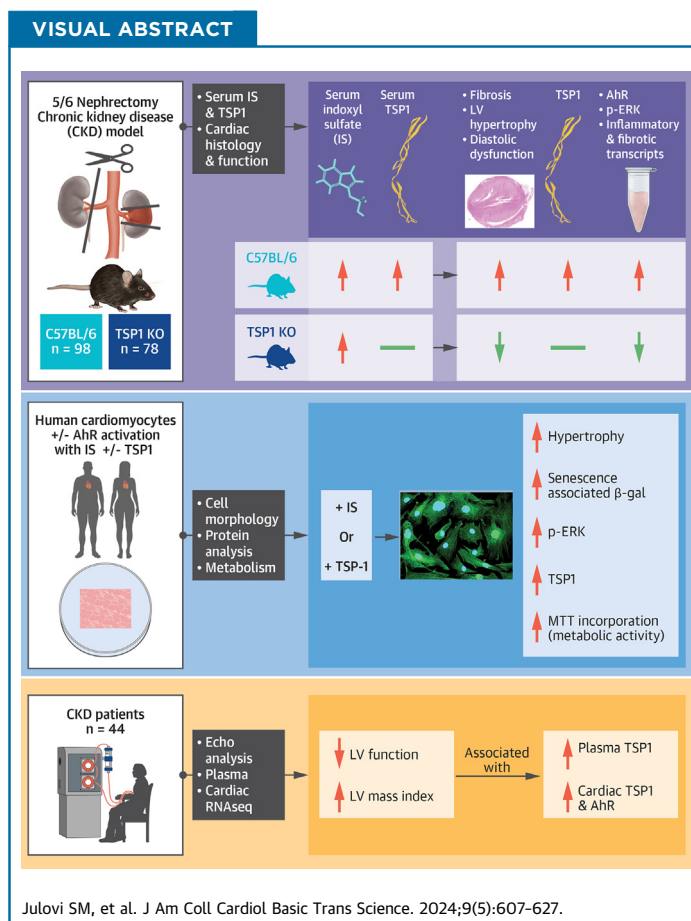 VISUAL ABSTRACT
5/6 Nephrectomy
Chronic kidney disease
(CKD) model
C57BL/6
n = 98
TSP1 KO
n = 78
• Serum IS
& TSP1
• Cardiac
histology
& function
Serum
indoxyl
sulfate
(IS)
Serum
TSP1
• Fibrosis
• LV
hypertrophy
• Diastolic
dysfunction
TSP1
• AhR
• p-ERK
• Inflammatory
& fibrotic
transcripts
C57BL/6
TSP1 KO
Human cardiomyocytes
+/- AhR activation
with IS +/- TSP1
• Cell
morphology
• Protein
analysis
• Metabolism
+ IS
Or
+ TSP-1
Hypertrophy
Senescence
associated β-gal
p-ERK
TSP1
MTT incorporation
(metabolic activity)
CKD patients
n = 44
• Echo
analysis
• Plasma
• Cardiac
RNAseq
LV function
LV mass index
Associated
with
Plasma TSP1
Cardiac TSP1
& AhR
Julovi SM, et al. J Am Coll Cardiol Basic Trans Science. 2024;9(5):607–627.